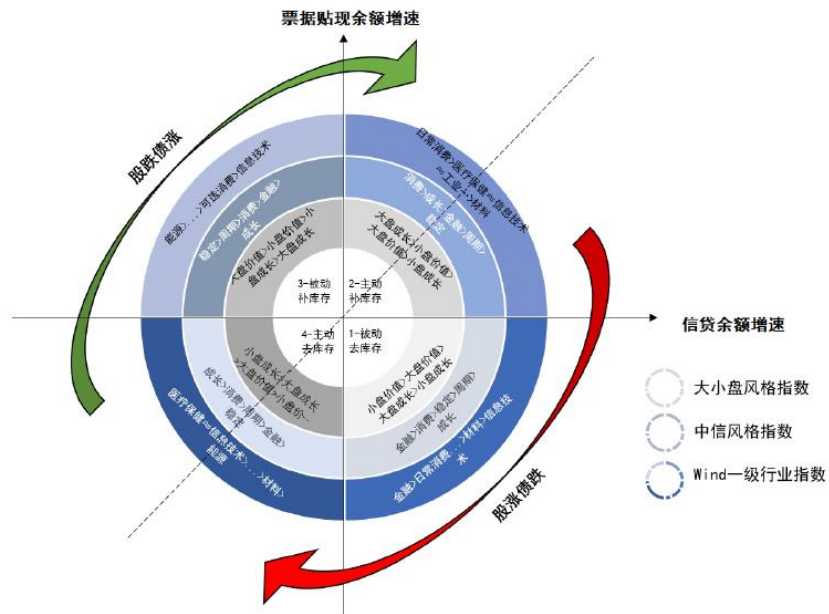 票据贴现余额增速
股跌债涨
能源>...>可选消费>信息技术
日常消费>医疗保健≈信息技术
≈工业±>材料
稳定>周期>消费>金融>
成长
消费>成长>金融>周期>
稳定
大盘价值>小盘价值>小
盘成长>大盘成长
大盘成长>小盘价值>
大盘价值>小盘成长
3-被动
补库存
2-主动
补库存
信贷余额增速
4-主动
去库存
1-被动
去库存
小盘成长>大盘成长
>大盘价值>小盘价..
小盘价值>大盘价值>
大盘成长>小盘成长
成长>消费>周期>金融>
稳定
金融>消费>稳定>周期>
成长
医疗保健≈信息技术>...>材料>
能源
金融>日常消费...>材料>信息技
术
股涨债跌
大小盘风格指数
中信风格指数
Wind一级行业指数